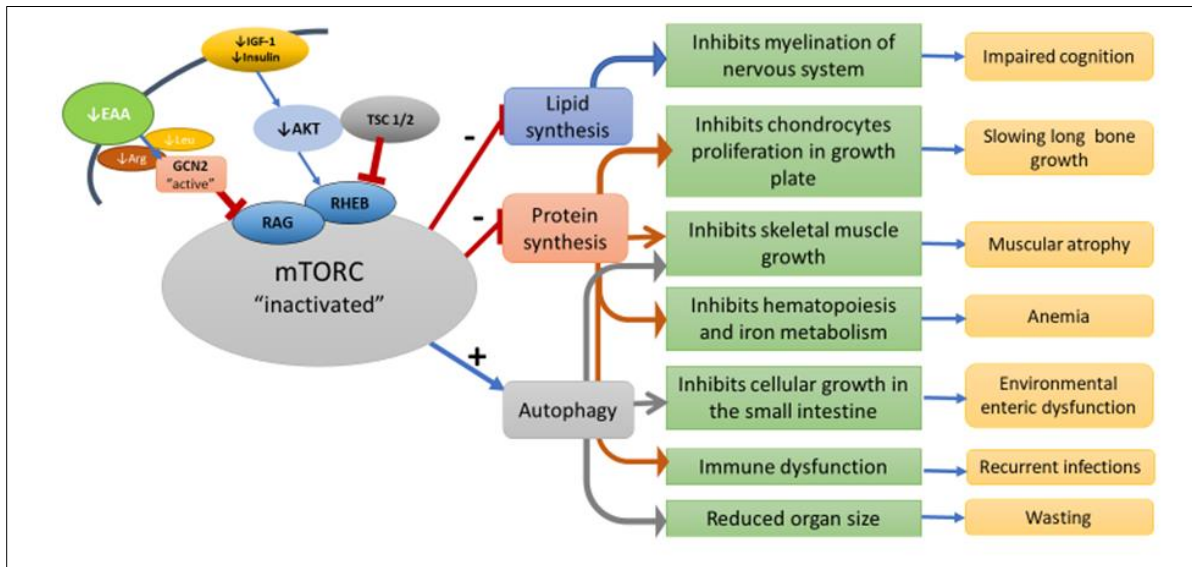 ↓IGF-1
↓Insulin
↓EAA
↓Leu
↓Arg
GCN2
"active"
↓AKT
TSC 1/2
RAG
RHEB
mTORC
"inactivated"
-
-
+
Lipid
synthesis
Protein
synthesis
Autophagy
Inhibits myelination of
nervous system
Impaired cognition
Inhibits chondrocytes
proliferation in growth
plate
Slowing long bone
growth
Inhibits skeletal muscle
growth
Muscular atrophy
Inhibits hematopoiesis
and iron metabolism
Anemia
Inhibits cellular growth in
the small intestine
Environmental
enteric dysfunction
Immune dysfunction
Recurrent infections
Reduced organ size
Wasting